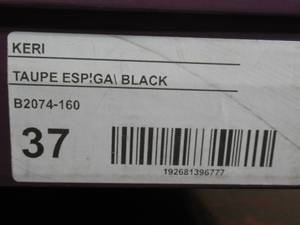 KERI
TAUPE ESP!GA\ BLACK
B2074-160
37
192681396777